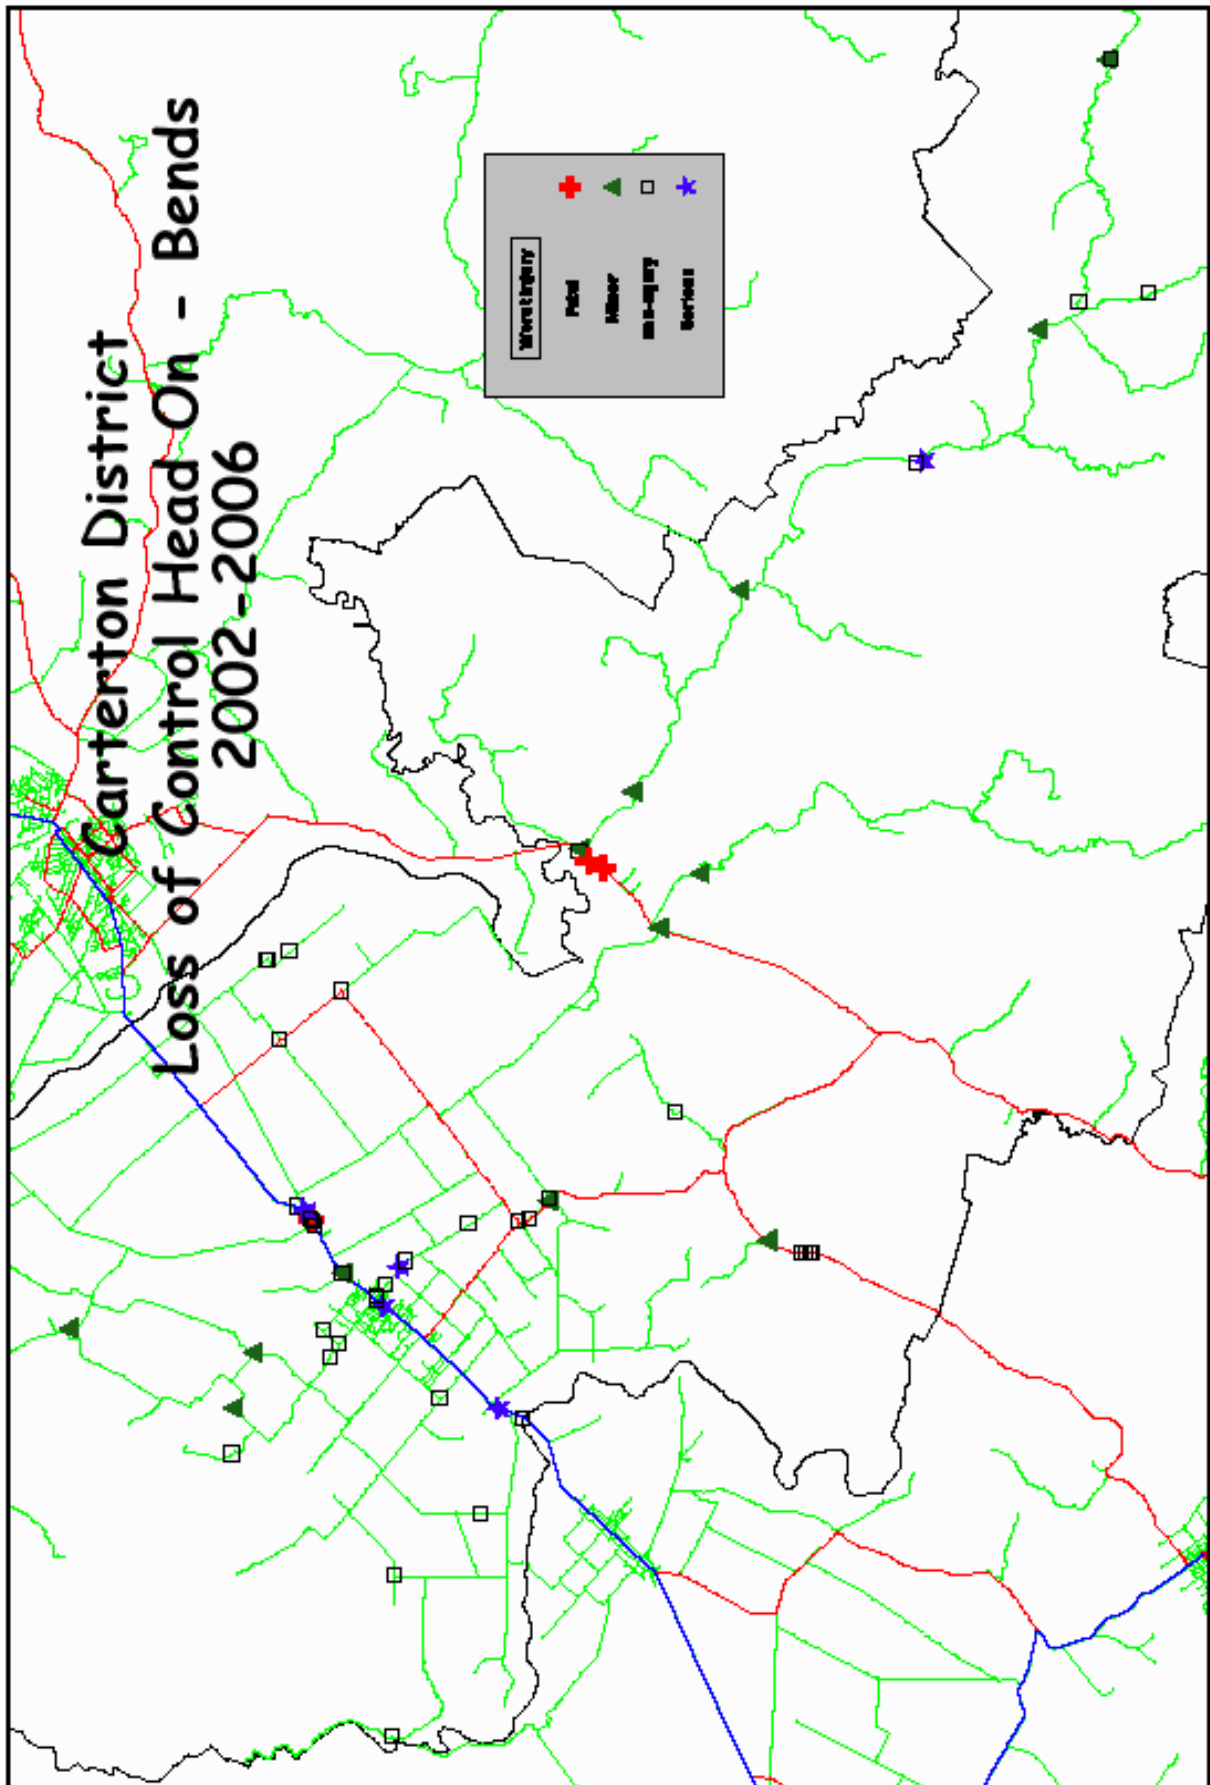 Carterton District
Loss of Control Head On - Bends
2002-2006
Worst Injury
Fatal
Minor
Non-injury
Serious